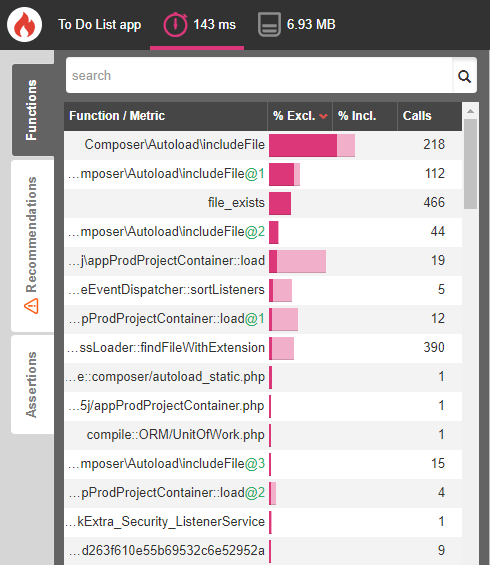 To Do List app 143 ms 6.93 MB
Functions
Recommendations
Assertions
search
Function / Metric % Excl. % Incl. Calls
Composer\Autoload\includeFile 218
...mposer\Autoload\includeFile@1 112
file_exists 466
...mposer\Autoload\includeFile@2 44
...j\appProdProjectContainer::load 19
...eEventDispatcher::sortListeners 5
...pProdProjectContainer::load@1 12
...ssLoader::findFileWithExtension 390
...e::composer/autoload_static.php 1
...5j/appProdProjectContainer.php 1
compile::ORM/UnitOfWork.php 1
...mposer\Autoload\includeFile@3 15
...pProdProjectContainer::load@2 4
...kExtra_Security_ListenerService 1
...d263f610e55b69532c6e52952a 9